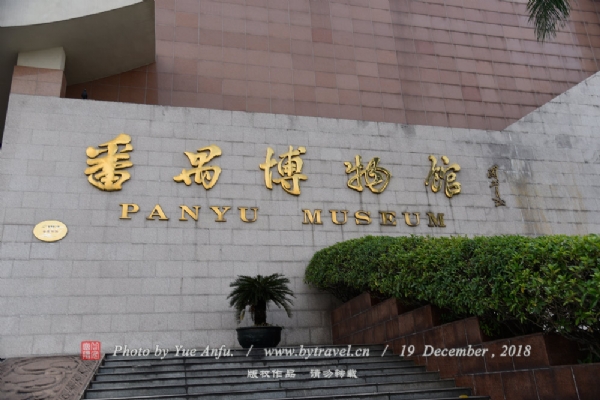 番禺博物馆
PANYU MUSEUM
Photo by Yue Anfu. / www.bytravel.cn / 19 December , 2018
版权作品 请勿转载